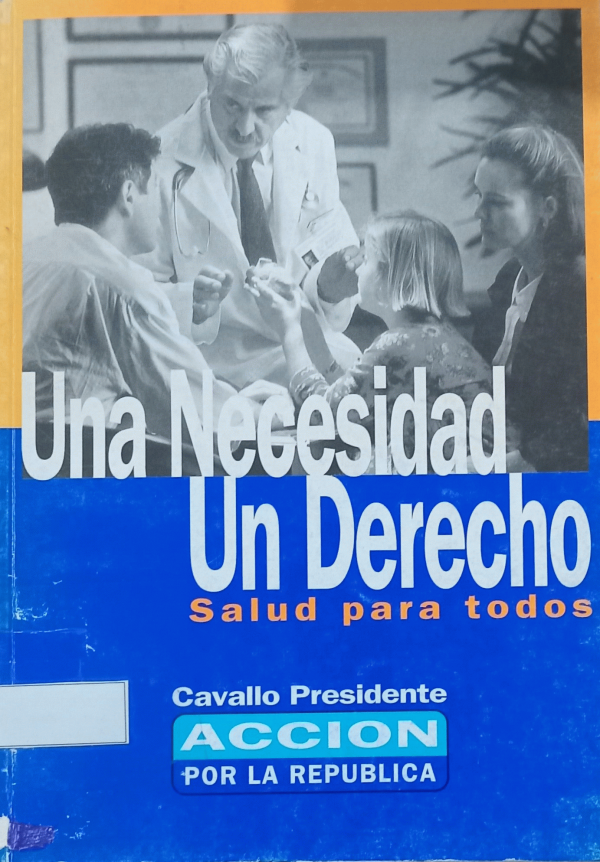 Una Necesidad
Un Derecho
Salud para todos
Cavallo Presidente
ACCION
POR LA REPUBLICA